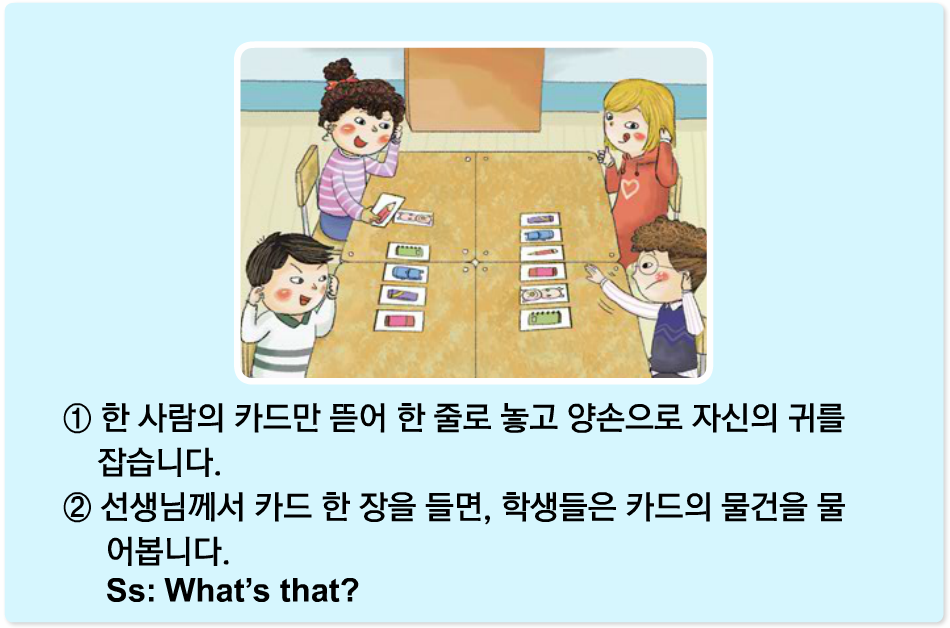 ① 한 사람의 카드만 뜯어 한 줄로 놓고 양손으로 자신의 귀를
잡습니다.
② 선생님께서 카드 한 장을 들면, 학생들은 카드의 물건을 물
어봅니다.
Ss: What’s that?